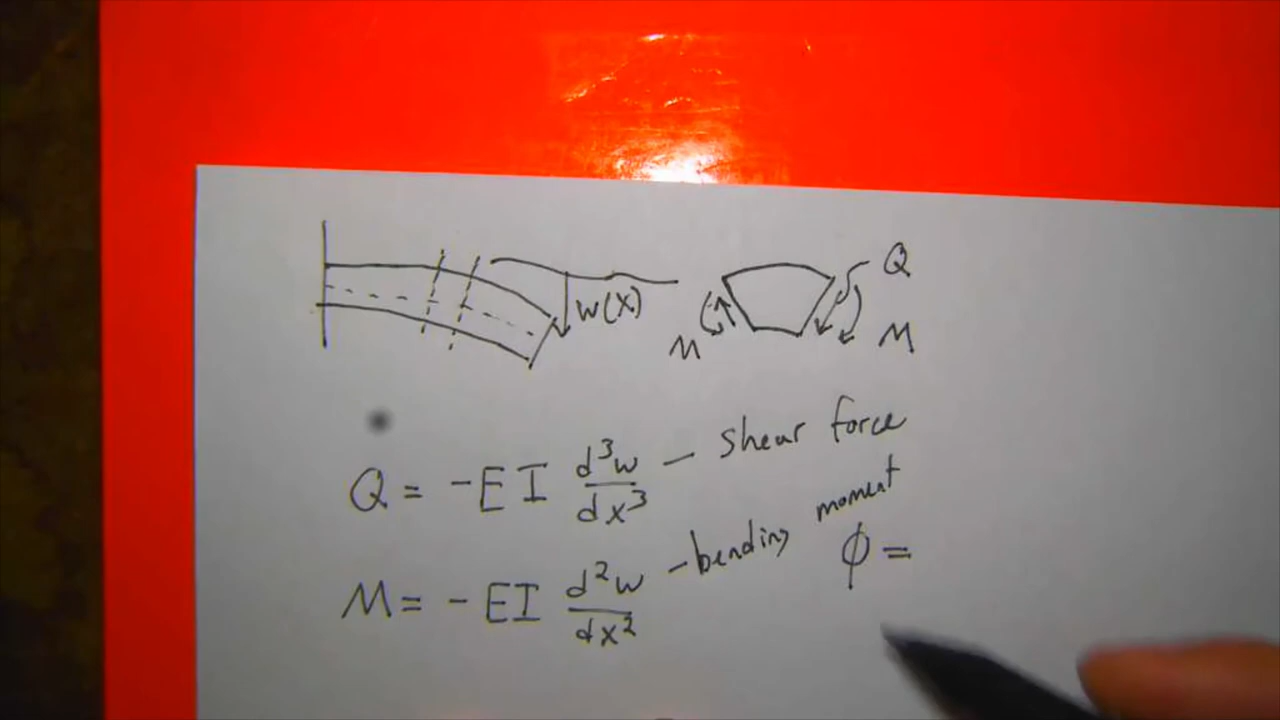 w(x)
Q
M
M
Q = -EI d³w/dx³ - shear force
M = -EI d²w/dx² - bending moment
ϕ =